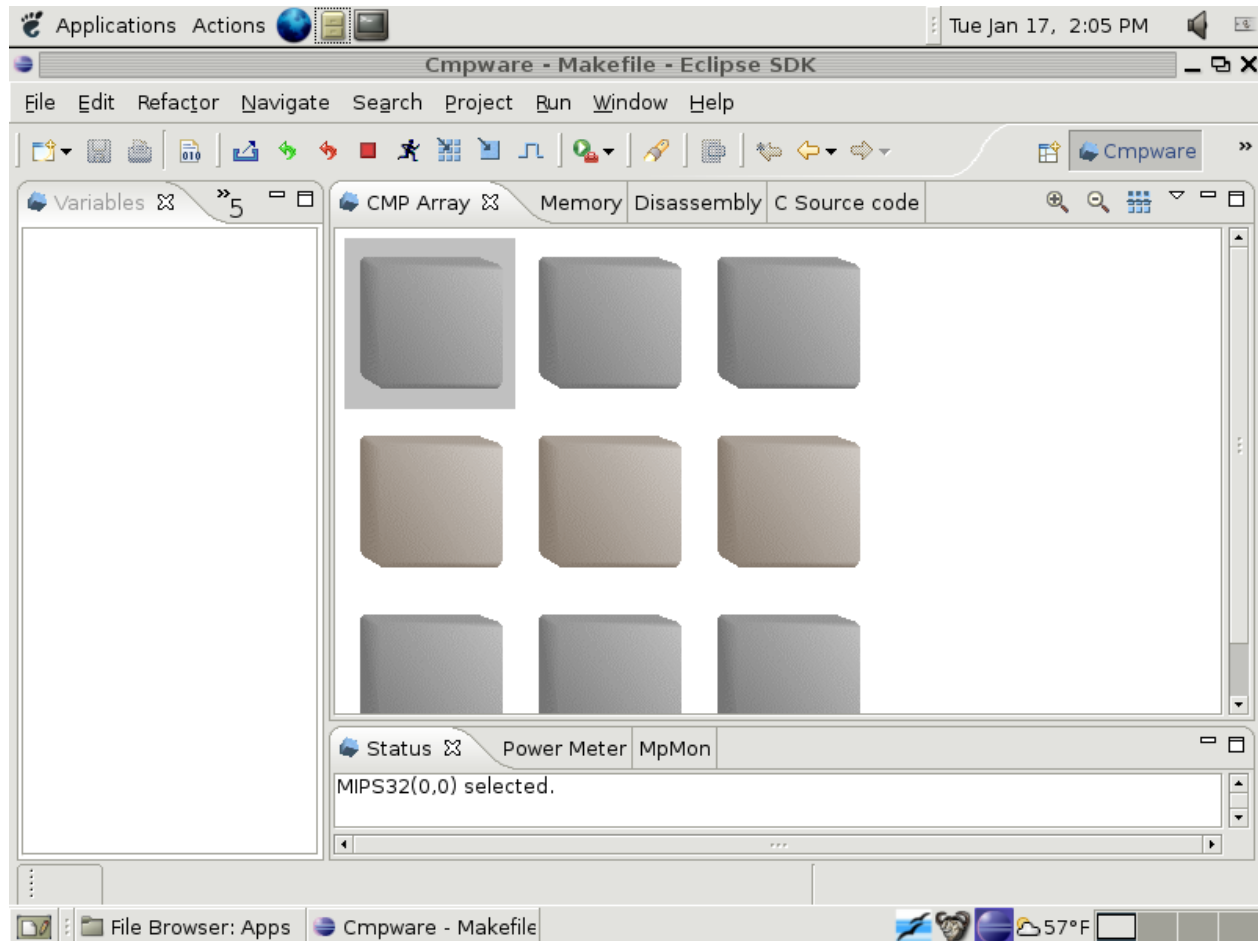 Applications Actions Tue Jan 17, 2:05 PM
Cmpware - Makefile - Eclipse SDK
File Edit Refactor Navigate Search Project Run Window Help
010 Cmpware »
Variables »5 CMP Array Memory Disassembly C Source code
Status Power Meter MpMon
MIPS32(0,0) selected.
File Browser: Apps Cmpware - Makefile 57°F